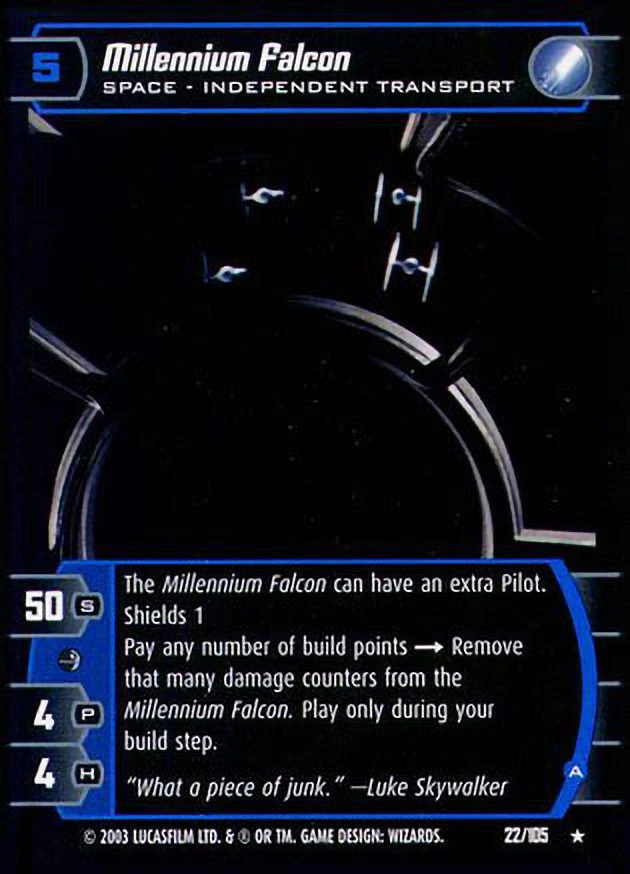 5
Millennium Falcon
SPACE - INDEPENDENT TRANSPORT
The Millennium Falcon can have an extra Pilot.
50 S
Shields 1
Pay any number of build points → Remove
that many damage counters from the
4 P
Millennium Falcon. Play only during your
build step.
4 H
A
"What a piece of junk." —Luke Skywalker
© 2003 LUCASFILM LTD. & ® OR TM. GAME DESIGN: WIZARDS. 22/105 ★